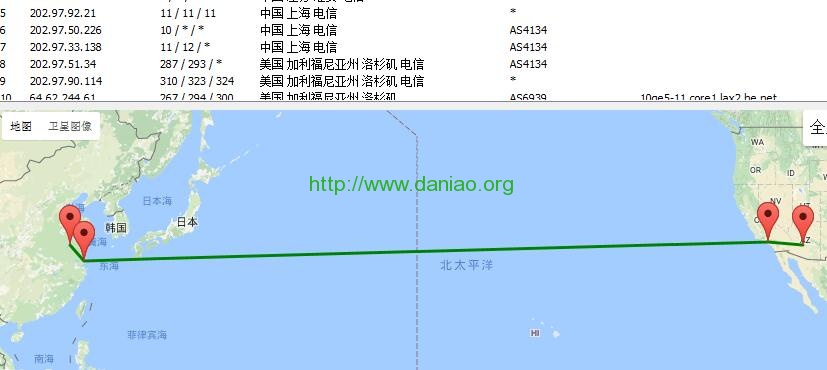 5 202.97.92.21 11 / 11 / 11 中国 上海 电信 *
6 202.97.50.226 10 / * / * 中国 上海 电信 AS4134
7 202.97.33.138 11 / 12 / * 中国 上海 电信 AS4134
8 202.97.51.34 287 / 293 / * 美国 加利福尼亚州 洛杉矶 电信 AS4134
9 202.97.90.114 310 / 323 / 324 美国 加利福尼亚州 洛杉矶 电信 *
10 64.62.244.61 267 / 294 / 300 美国 加利福尼亚州 洛杉矶 AS6939 10ge5-11.core1.lax2.he.net
地图 卫星图像
全
WA
OR
ID
http://www.daniao.org
日本海
NV
韩国
日本
黄海
东海
北太平洋
HI
菲律宾海
南海